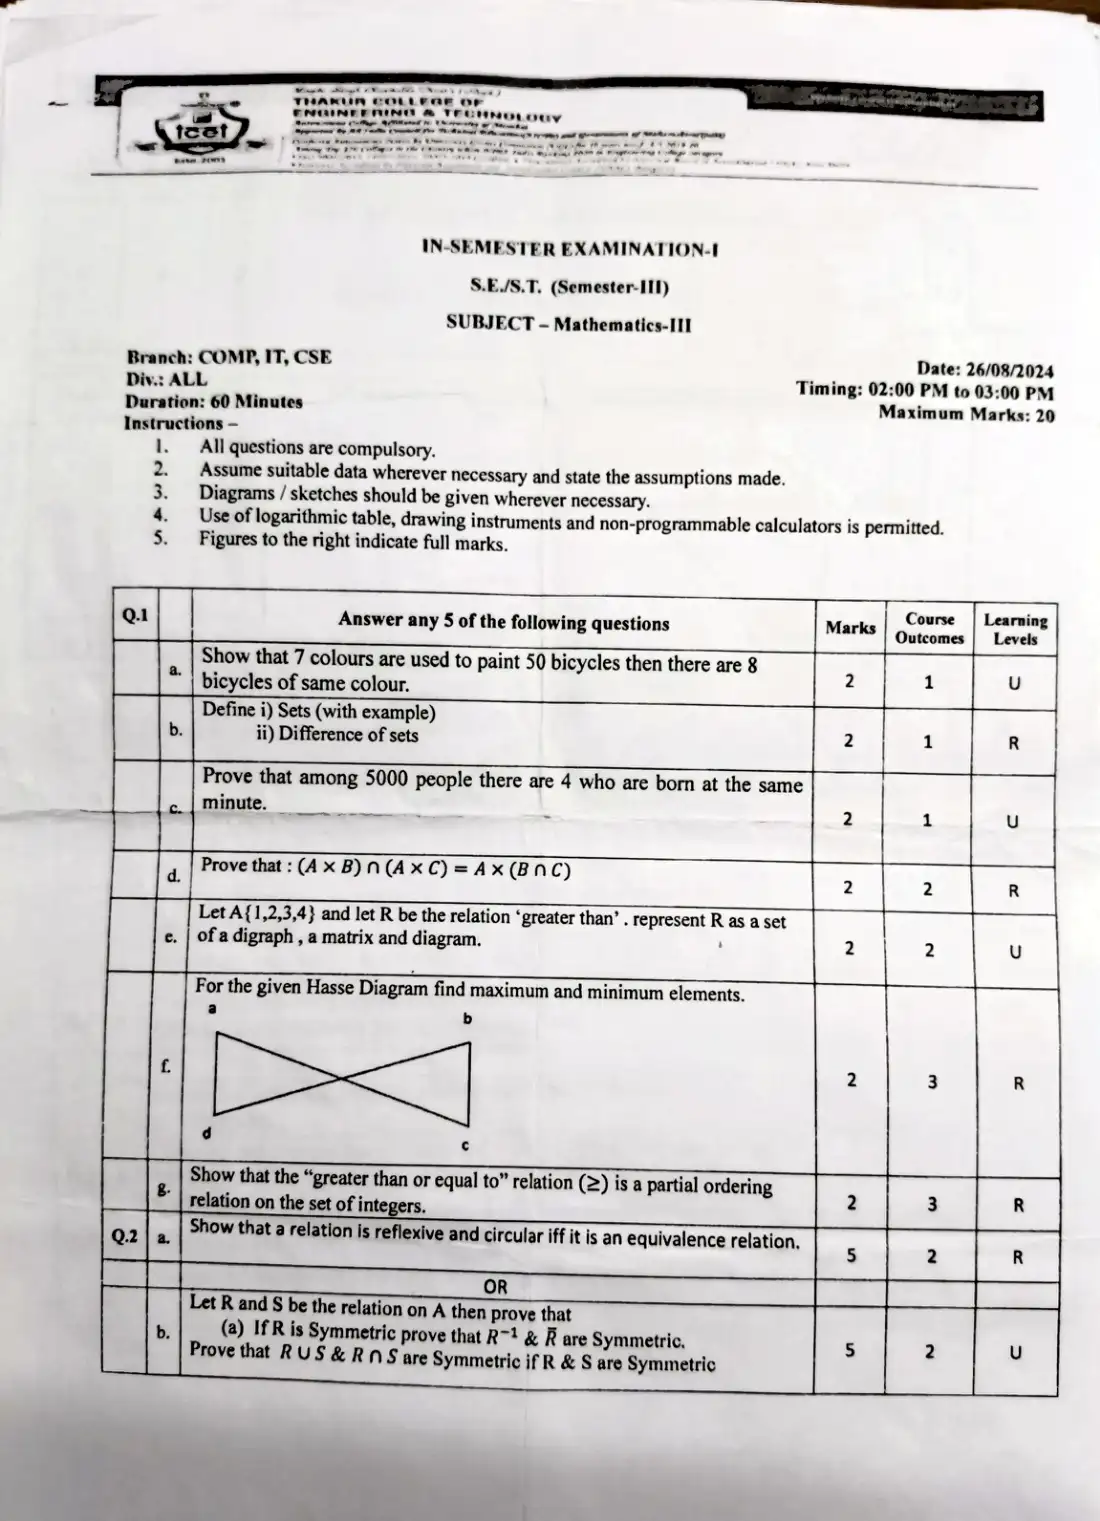 THAKUR COLLEGE OF
ENGINEERING & TECHNOLOGY
tcet
Estd. 2001
IN-SEMESTER EXAMINATION-I
S.E./S.T. (Semester-III)
SUBJECT – Mathematics-III
Branch: COMP, IT, CSE
Div.: ALL
Duration: 60 Minutes
Date: 26/08/2024
Timing: 02:00 PM to 03:00 PM
Maximum Marks: 20
Instructions –
1. All questions are compulsory.
2. Assume suitable data wherever necessary and state the assumptions made.
3. Diagrams / sketches should be given wherever necessary.
4. Use of logarithmic table, drawing instruments and non-programmable calculators is permitted.
5. Figures to the right indicate full marks.
Q.1 Answer any 5 of the following questions Marks Course Outcomes Learning Levels
a. Show that 7 colours are used to paint 50 bicycles then there are 8
bicycles of same colour. 2 1 U
b. Define i) Sets (with example)
ii) Difference of sets 2 1 R
c. Prove that among 5000 people there are 4 who are born at the same
minute. 2 1 U
d. Prove that : (A × B) ∩ (A × C) = A × (B ∩ C) 2 2 R
e. Let A{1,2,3,4} and let R be the relation ‘greater than’ . represent R as a set
of a digraph , a matrix and diagram. 2 2 U
f. For the given Hasse Diagram find maximum and minimum elements. 2 3 R
a b
d c
g. Show that the “greater than or equal to” relation (≥) is a partial ordering
relation on the set of integers. 2 3 R
Q.2 a. Show that a relation is reflexive and circular iff it is an equivalence relation. 5 2 R
OR
b. Let R and S be the relation on A then prove that
(a) If R is Symmetric prove that R⁻¹ & R̄ are Symmetric.
Prove that R ∪ S & R ∩ S are Symmetric if R & S are Symmetric 5 2 U